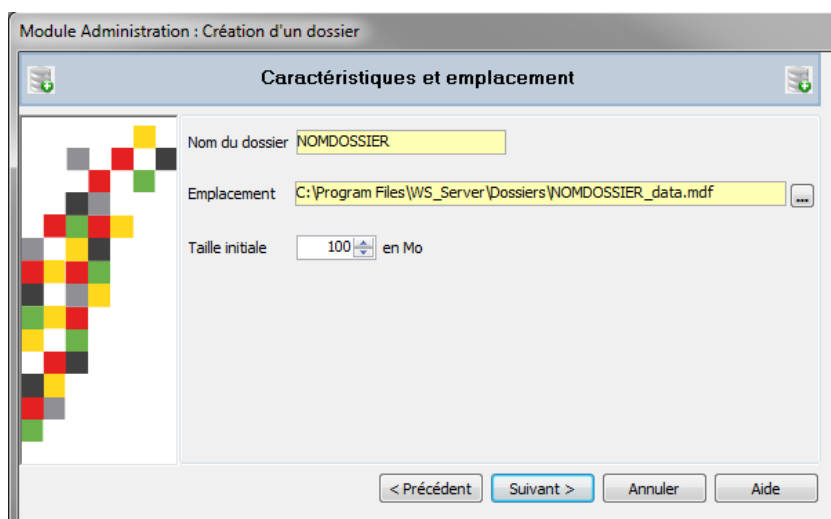 Module Administration : Création d'un dossier
Caractéristiques et emplacement
Nom du dossier NOMDOSSIER
Emplacement C:\Program Files\WS_Server\Dossiers\NOMDOSSIER_data.mdf ...
Taille initiale 100 en Mo
< Précédent Suivant > Annuler Aide